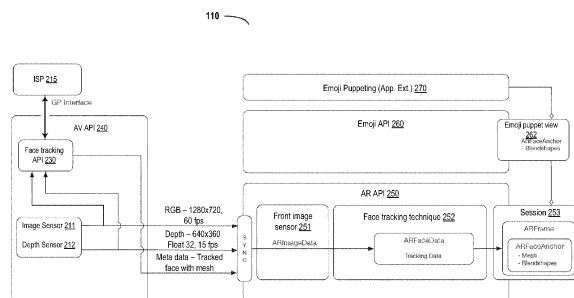 110
ISP 215
GP Interface
AV API 240
Face tracking
API 230
Image Sensor 211
Depth Sensor 212
RGB – 1280x720,
60 fps
Depth – 640x360
Float 32, 15 fps
Meta data – Tracked
face with mesh
SYNC
Emoji Puppeting (App. Ext.) 270
Emoji API 260
Emoji puppet view
262
ARFaceAnchor
- Blendshapes
AR API 250
Front image
sensor 251
ARImageData
Face tracking technique 252
ARFaceData
Tracking Data
Session 253
ARFrame
ARFaceAnchor
- Mesh
- Blendshapes